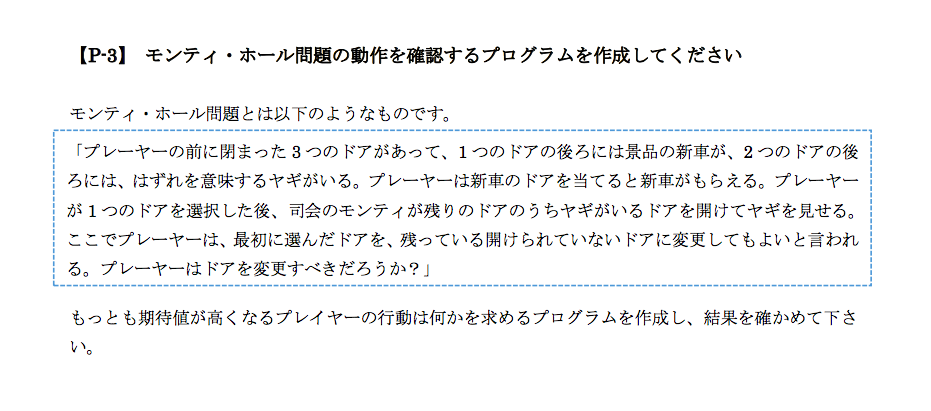 【P-3】 モンティ・ホール問題の動作を確認するプログラムを作成してください
モンティ・ホール問題とは以下のようなものです。
「プレーヤーの前に閉まった 3 つのドアがあって、1 つのドアの後ろには景品の新車が、2 つのドアの後
ろには、はずれを意味するヤギがいる。プレーヤーは新車のドアを当てると新車がもらえる。プレーヤー
が 1 つのドアを選択した後、司会のモンティが残りのドアのうちヤギがいるドアを開けてヤギを見せる。
ここでプレーヤーは、最初に選んだドアを、残っている開けられていないドアに変更してもよいと言われ
る。プレーヤーはドアを変更すべきだろうか？」
もっとも期待値が高くなるプレイヤーの行動は何かを求めるプログラムを作成し、結果を確かめて下さ
い。